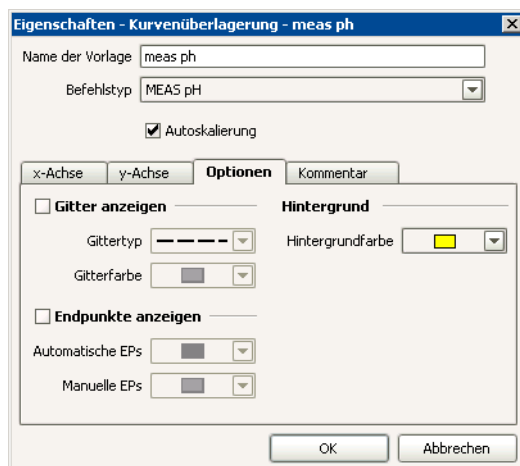 Eigenschaften - Kurvenüberlagerung - meas ph
Name der Vorlage meas ph
Befehlstyp MEAS pH
Autoskalierung
x-Achse y-Achse Optionen Kommentar
Gitter anzeigen Hintergrund
Gittertyp Hintergrundfarbe
Gitterfarbe
Endpunkte anzeigen
Automatische EPs
Manuelle EPs
OK Abbrechen